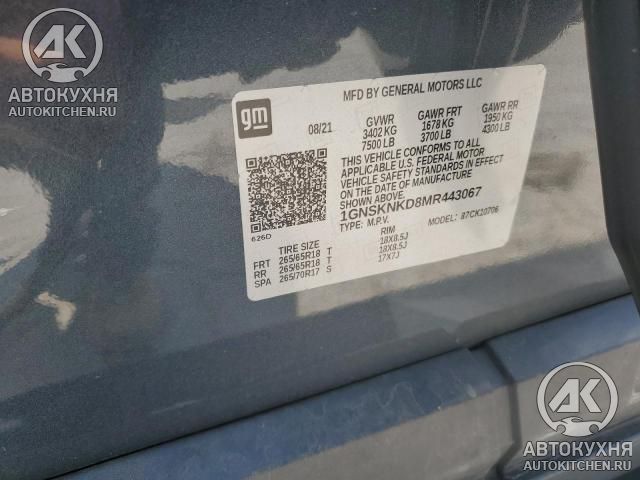 AK
АВТОКУХНЯ
AUTOKITCHEN.RU
gm
MFD BY GENERAL MOTORS LLC
08/21 GVWR GAWR FRT GAWR RR
3402 KG 1678 KG 1950 KG
7500 LB 3700 LB 4300 LB
THIS VEHICLE CONFORMS TO ALL
APPLICABLE U.S. FEDERAL MOTOR
VEHICLE SAFETY STANDARDS IN EFFECT
ON THE DATE OF MANUFACTURE
SHOWN ABOVE.
1GNSKNKD8MR443067
TYPE: M.P.V. MODEL: 87CK10706
626D
TIRE SIZE RIM
FRT 265/65R18 T 18X8.5J
RR 265/65R18 T 18X8.5J
SPA 265/70R17 S 17X7J
AK
АВТОКУХНЯ
AUTOKITCHEN.RU